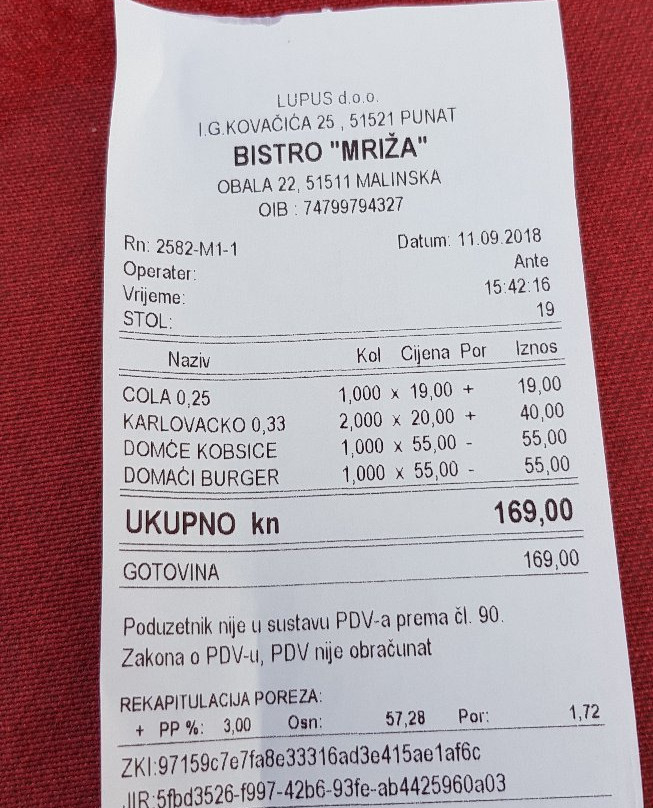 LUPUS d.o.o.
I.G.KOVAČIĆA 25 , 51521 PUNAT
BISTRO "MRIŽA"
OBALA 22, 51511 MALINSKA
OIB : 74799794327
Rn: 2582-M1-1 Datum: 11.09.2018
Operater: Ante
Vrijeme: 15:42:16
STOL: 19
Naziv Kol Cijena Por Iznos
COLA 0,25 1,000 x 19,00 + 19,00
KARLOVACKO 0,33 2,000 x 20,00 + 40,00
DOMČE KOBSICE 1,000 x 55,00 - 55,00
DOMAĆI BURGER 1,000 x 55,00 - 55,00
UKUPNO kn 169,00
GOTOVINA 169,00
Poduzetnik nije u sustavu PDV-a prema čl. 90.
Zakona o PDV-u, PDV nije obračunat
REKAPITULACIJA POREZA:
+ PP %: 3,00 Osn: 57,28 Por: 1,72
ZKI:97159c7e7fa8e33316ad3e415ae1af6c
JIR:5fbd3526-f997-42b6-93fe-ab4425960a03